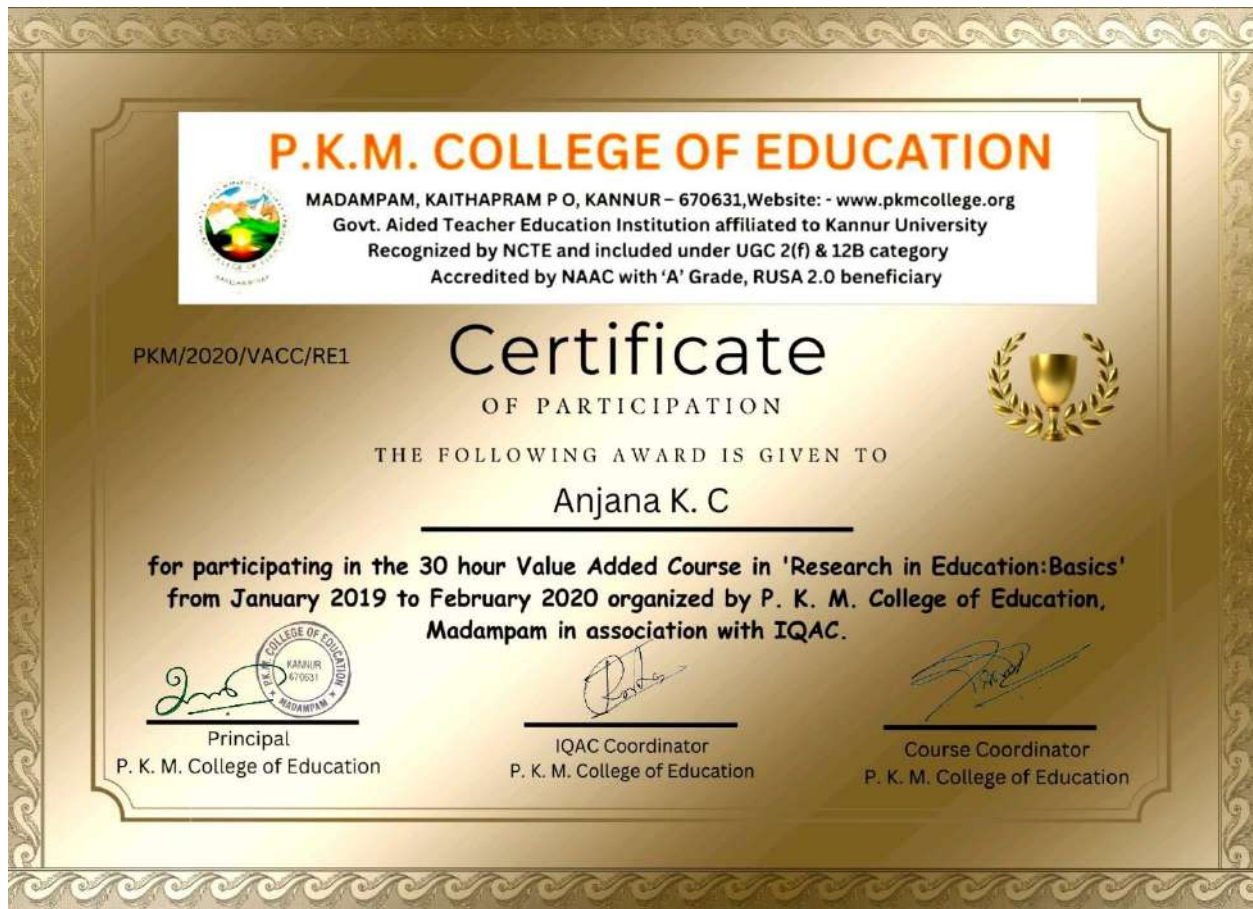 P.K.M. COLLEGE OF EDUCATION
MADAMPAM, KAITHAPRAM P O, KANNUR – 670631,Website: - www.pkmcollege.org
Govt. Aided Teacher Education Institution affiliated to Kannur University
Recognized by NCTE and included under UGC 2(f) & 12B category
Accredited by NAAC with ‘A’ Grade, RUSA 2.0 beneficiary
PKM/2020/VACC/RE1
Certificate
OF PARTICIPATION
THE FOLLOWING AWARD IS GIVEN TO
Anjana K. C
for participating in the 30 hour Value Added Course in 'Research in Education:Basics'
from January 2019 to February 2020 organized by P. K. M. College of Education,
Madampam in association with IQAC.
P.K.M. COLLEGE OF EDUCATION
KANNUR
670631
MADAMPAM
Principal
P. K. M. College of Education
IQAC Coordinator
P. K. M. College of Education
Course Coordinator
P. K. M. College of Education